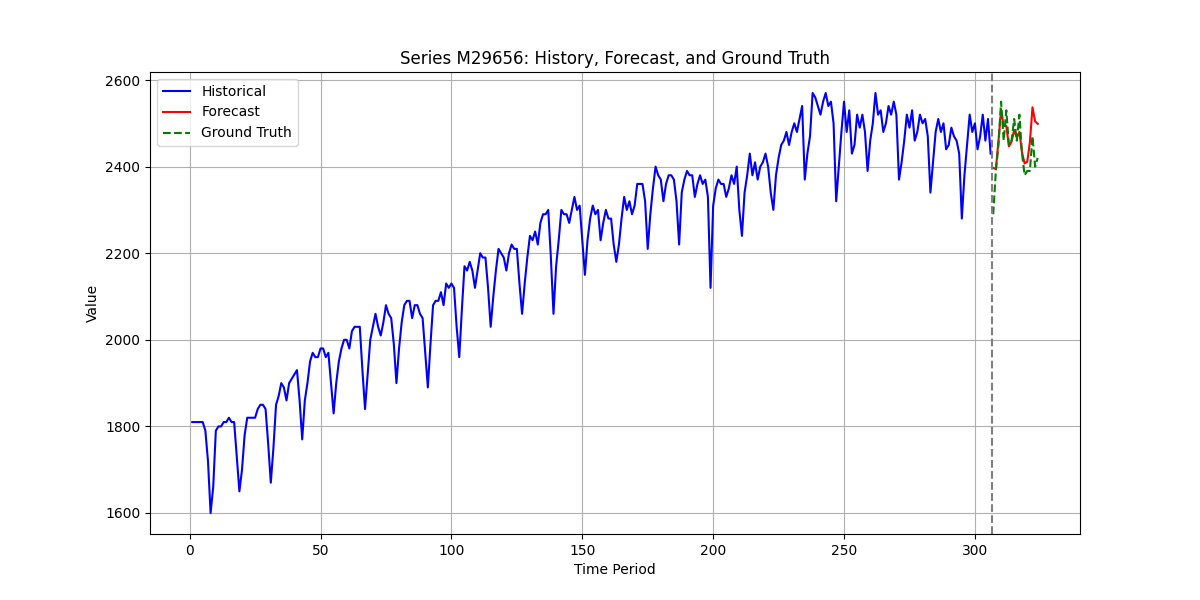 Series M29656: History, Forecast, and Ground Truth
Historical
Forecast
Ground Truth
2600
2400
2200
2000
1800
1600
Value
0 50 100 150 200 250 300
Time Period